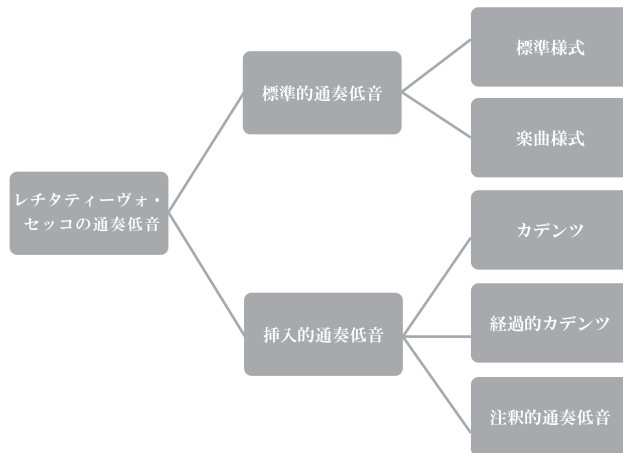 レチタティーヴォ・
セッコの通奏低音
標準的通奏低音
標準様式
楽曲様式
挿入的通奏低音
カデンツ
経過的カデンツ
注釈的通奏低音